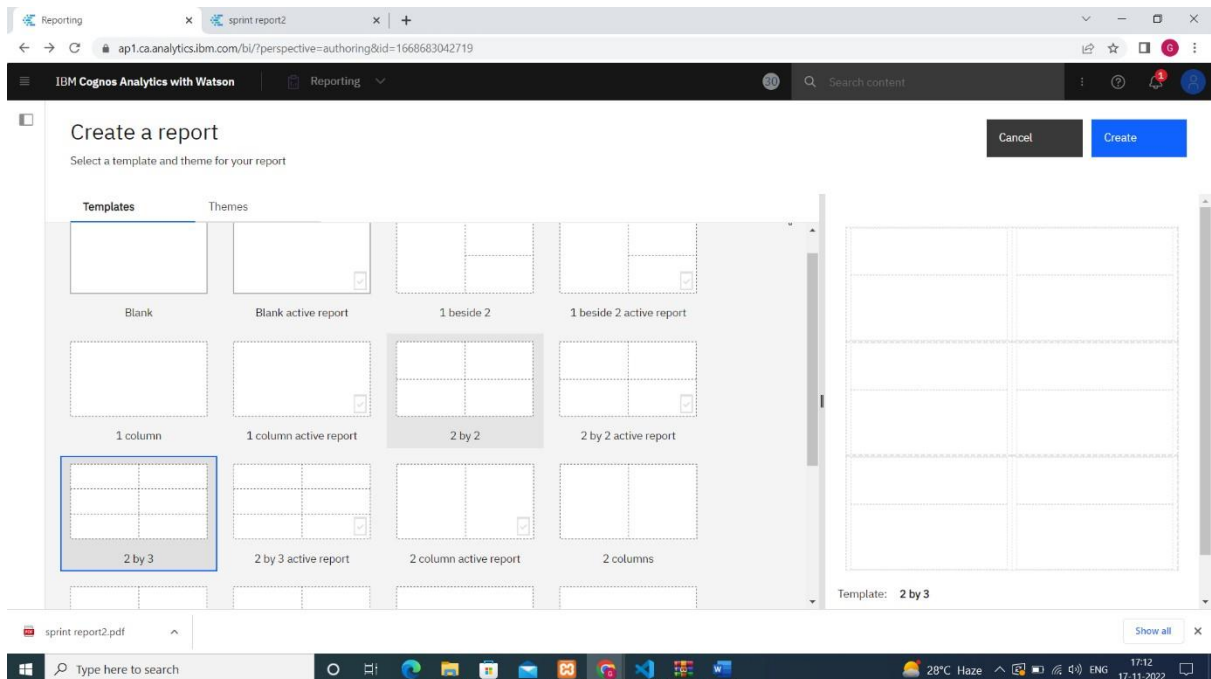 Reporting
sprint report2
ap1.ca.analytics.ibm.com/bi/?perspective=authoring&id=1668683042719
G
IBM Cognos Analytics with Watson
Reporting
30
Search content
1
Create a report
Cancel
Create
Select a template and theme for your report
Templates
Themes
Blank
Blank active report
1 beside 2
1 beside 2 active report
1 column
1 column active report
2 by 2
2 by 2 active report
2 by 3
2 by 3 active report
2 column active report
2 columns
Template: 2 by 3
sprint report2.pdf
Show all
Type here to search
28°C Haze
ENG
17:12
17-11-2022